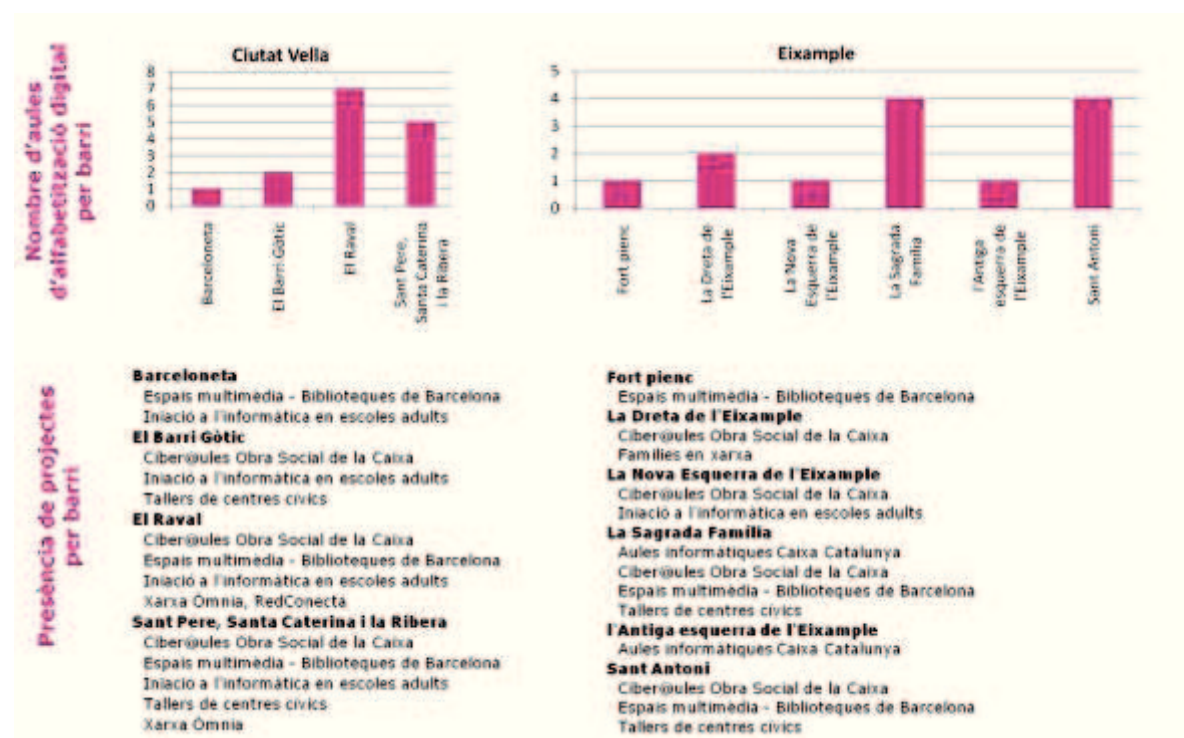 Nombre d'aules
d'alfabetització digital
per barri
Ciutat Vella
8
7
6
5
4
3
2
1
0
Barceloneta
El Barri Gòtic
El Raval
Sant Pere,
Santa Caterina
i la Ribera
Eixample
5
4
3
2
1
0
Fort pienc
La Dreta de
l'Eixample
La Nova
Esquerra de
l'Eixample
La Sagrada
Família
l'Antiga
esquerra de
l'Eixample
Sant Antoni
Presència de projectes
per barri
Barceloneta
Espais multimèdia - Biblioteques de Barcelona
Iniació a l'informàtica en escoles adults
El Barri Gòtic
Ciber@ules Obra Social de la Caixa
Iniació a l'informàtica en escoles adults
Tallers de centres cívics
El Raval
Ciber@ules Obra Social de la Caixa
Espais multimèdia - Biblioteques de Barcelona
Iniació a l'informàtica en escoles adults
Xarxa Òmnia, RedConecta
Sant Pere, Santa Caterina i la Ribera
Ciber@ules Obra Social de la Caixa
Espais multimèdia - Biblioteques de Barcelona
Iniació a l'informàtica en escoles adults
Tallers de centres cívics
Xarxa Òmnia
Fort pienc
Espais multimèdia - Biblioteques de Barcelona
La Dreta de l'Eixample
Ciber@ules Obra Social de la Caixa
Famílies en xarxa
La Nova Esquerra de l'Eixample
Ciber@ules Obra Social de la Caixa
Iniació a l'informàtica en escoles adults
La Sagrada Família
Aules informàtiques Caixa Catalunya
Ciber@ules Obra Social de la Caixa
Espais multimèdia - Biblioteques de Barcelona
Tallers de centres cívics
l'Antiga esquerra de l'Eixample
Aules informàtiques Caixa Catalunya
Sant Antoni
Ciber@ules Obra Social de la Caixa
Espais multimèdia - Biblioteques de Barcelona
Tallers de centres cívics